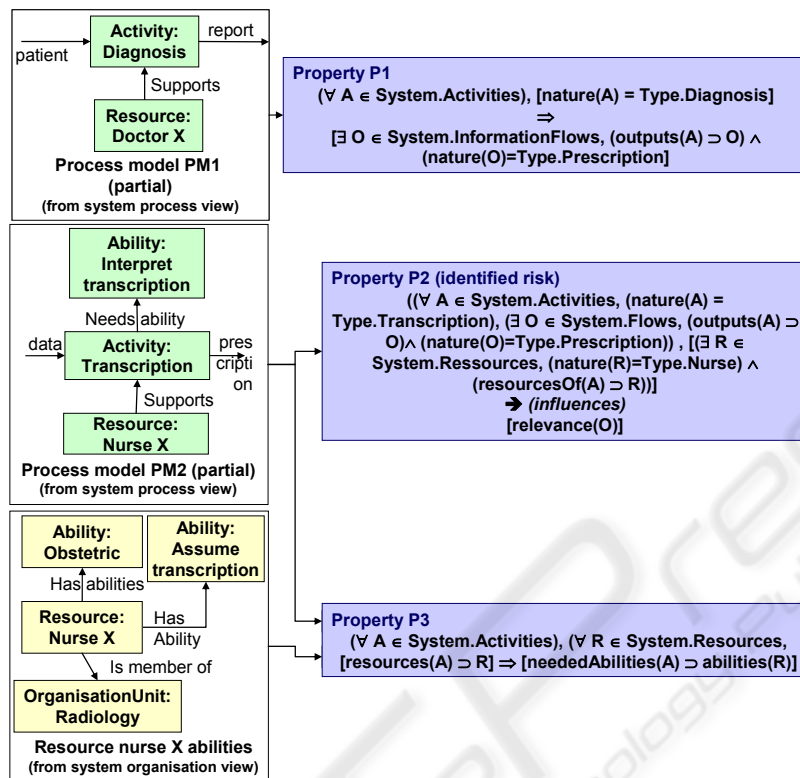 patient
Activity:
Diagnosis
report
Supports
Resource:
Doctor X
Process model PM1
(partial)
(from system process view)
Property P1
(∀ A ∈ System.Activities), [nature(A) = Type.Diagnosis]
⇒
[∃ O ∈ System.InformationFlows, (outputs(A) ⊃ O) ∧
(nature(O)=Type.Prescription]
Ability:
Interpret
transcription
Needs ability
data
Activity:
Transcription
pres
cripti
on
Supports
Resource:
Nurse X
Process model PM2 (partial)
(from system process view)
Property P2 (identified risk)
((∀ A ∈ System.Activities, (nature(A) =
Type.Transcription), (∃ O ∈ System.Flows, (outputs(A) ⊃
O)∧ (nature(O)=Type.Prescription)) , [(∃ R ∈
System.Ressources, (nature(R)=Type.Nurse) ∧
(resourcesOf(A) ⊃ R))]
➔ (influences)
[relevance(O)]
Ability:
Obstetric
Ability:
Assume
transcription
Has abilities
Resource:
Nurse X
Has
Ability
Is member of
OrganisationUnit:
Radiology
Resource nurse X abilities
(from system organisation view)
Property P3
(∀ A ∈ System.Activities), (∀ R ∈ System.Resources,
[resources(A) ⊃ R] ⇒ [neededAbilities(A) ⊃ abilities(R)]